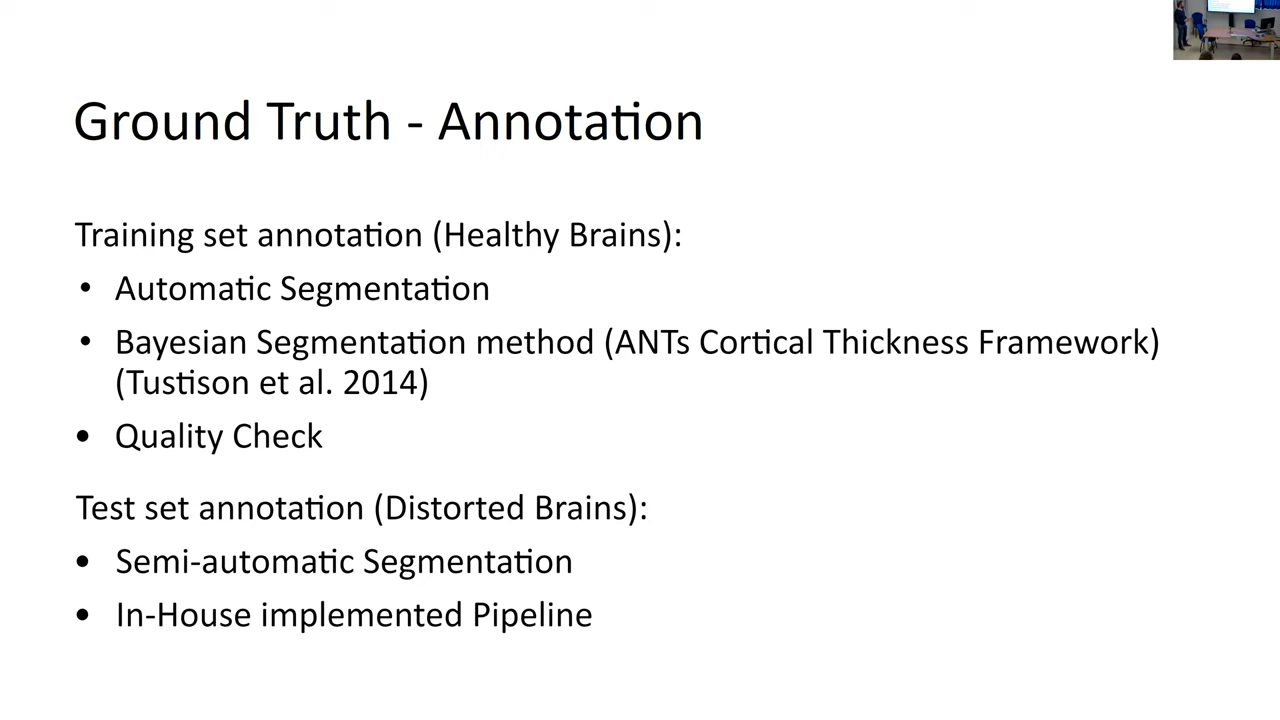 Ground Truth - Annotation
Training set annotation (Healthy Brains):
• Automatic Segmentation
• Bayesian Segmentation method (ANTs Cortical Thickness Framework)
(Tustison et al. 2014)
• Quality Check
Test set annotation (Distorted Brains):
• Semi-automatic Segmentation
• In-House implemented Pipeline